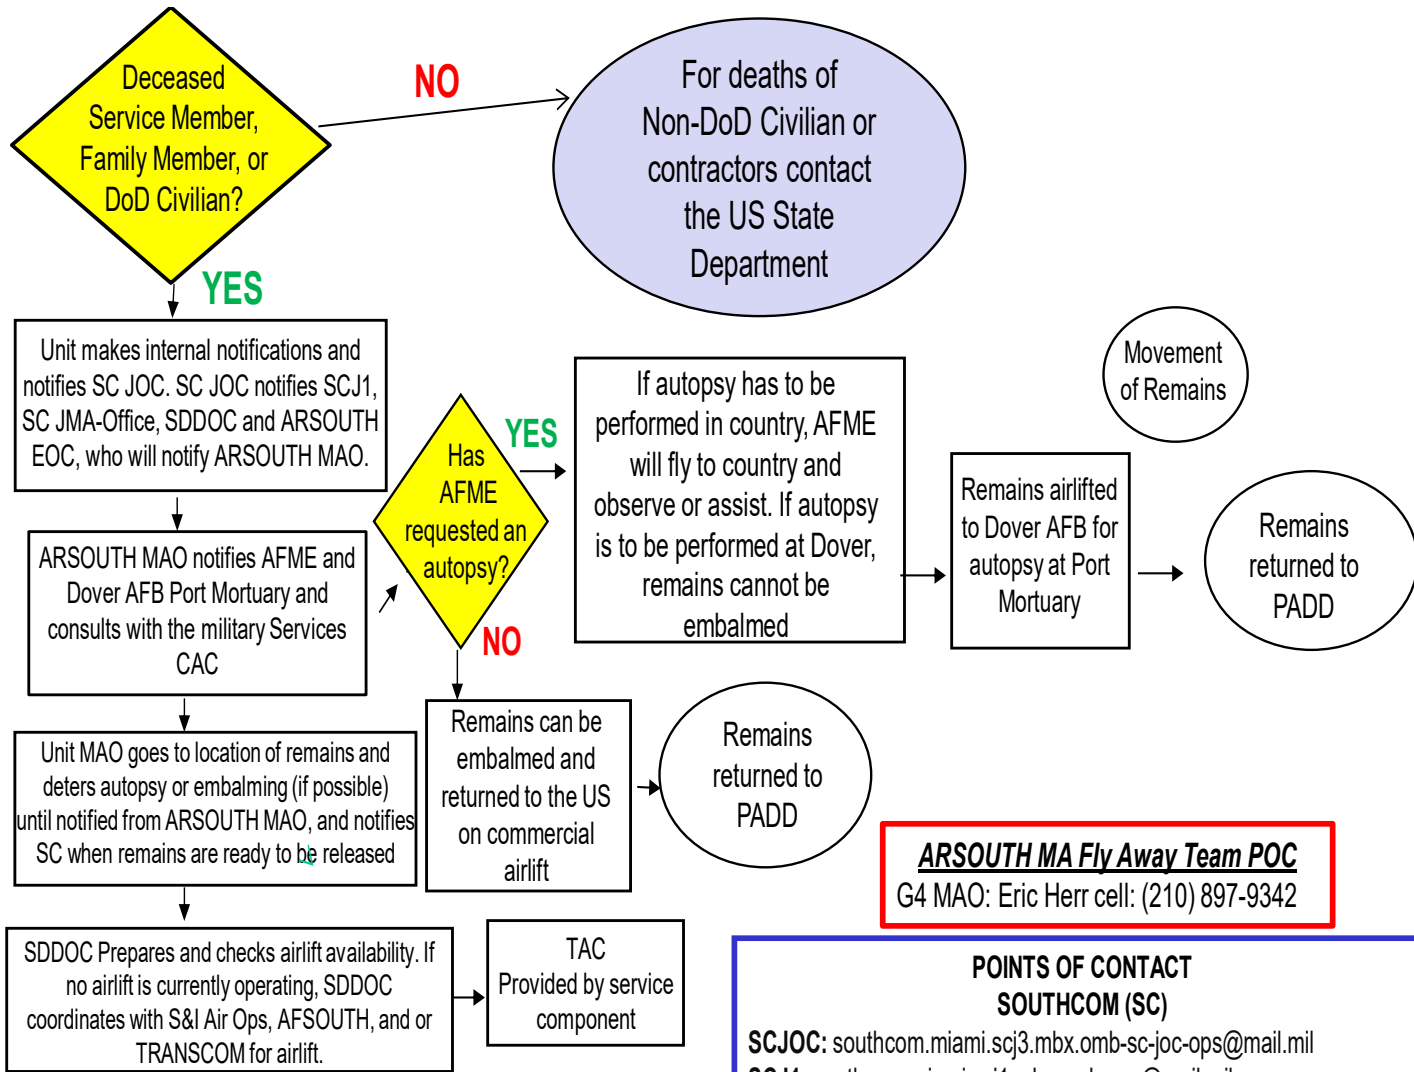 Deceased
Service Member,
Family Member, or
DoD Civilian?
NO
For deaths of
Non-DoD Civilian or
contractors contact
the US State
Department
YES
Unit makes internal notifications and
notifies SC JOC. SC JOC notifies SCJ1,
SC JMA-Office, SDDOC and ARSOUTH
EOC, who will notify ARSOUTH MAO.
ARSOUTH MAO notifies AFME and
Dover AFB Port Mortuary and
consults with the military Services
CAC
Has
AFME
requested an
autopsy?
YES
If autopsy has to be
performed in country, AFME
will fly to country and
observe or assist. If autopsy
is to be performed at Dover,
remains cannot be
embalmed
Movement
of Remains
Remains airlifted
to Dover AFB for
autopsy at Port
Mortuary
Remains
returned to
PADD
NO
Remains can be
embalmed and
returned to the US
on commercial
airlift
Remains
returned to
PADD
Unit MAO goes to location of remains and
deters autopsy or embalming (if possible)
until notified from ARSOUTH MAO, and notifies
SC when remains are ready to be released
SDDOC Prepares and checks airlift availability. If
no airlift is currently operating, SDDOC
coordinates with S&I Air Ops, AFSOUTH, and or
TRANSCOM for airlift.
TAC
Provided by service
component
ARSOUTH MA Fly Away Team POC
G4 MAO: Eric Herr cell: (210) 897-9342
POINTS OF CONTACT
SOUTHCOM (SC)
SCJOC: southcom.miami.scj3.mbx.omb-sc-joc-ops@mail.mil